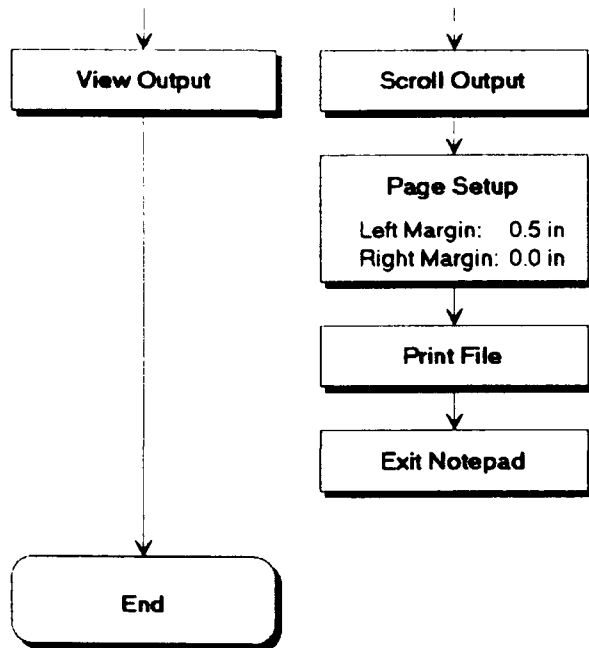 View Output
Scroll Output
Page Setup
Left Margin: 0.5 in
Right Margin: 0.0 in
Print File
Exit Notepad
End